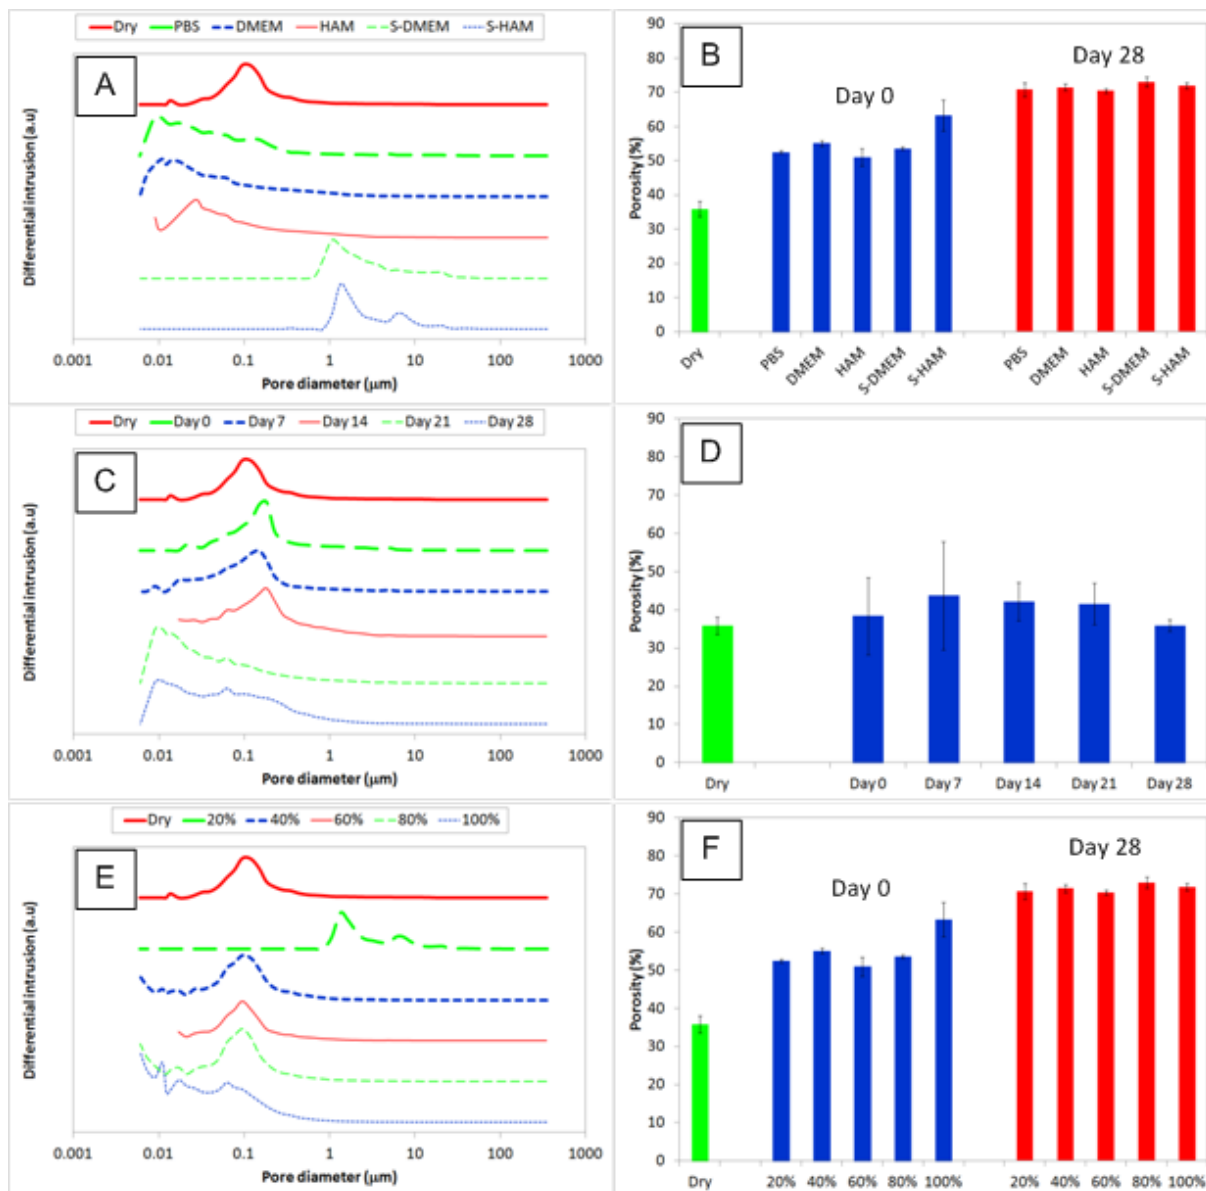 Dry PBS DMEM HAM S-DMEM S-HAM
A
Differential intrusion (a.u)
0.001 0.01 0.1 1 10 100 1000
Pore diameter (μm)
B
Day 0
Day 28
Porosity (%)
90
80
70
60
50
40
30
20
10
0
Dry PBS DMEM HAM S-DMEM S-HAM PBS DMEM HAM S-DMEM S-HAM
Dry Day 0 Day 7 Day 14 Day 21 Day 28
C
Differential intrusion (a.u)
0.001 0.01 0.1 1 10 100 1000
Pore diameter (μm)
D
Porosity (%)
90
80
70
60
50
40
30
20
10
0
Dry Day 0 Day 7 Day 14 Day 21 Day 28
Dry 20% 40% 60% 80% 100%
E
Differential intrusion (a.u)
0.001 0.01 0.1 1 10 100 1000
Pore diameter (μm)
F
Day 0
Day 28
Porosity (%)
90
80
70
60
50
40
30
20
10
0
Dry 20% 40% 60% 80% 100% 20% 40% 60% 80% 100%